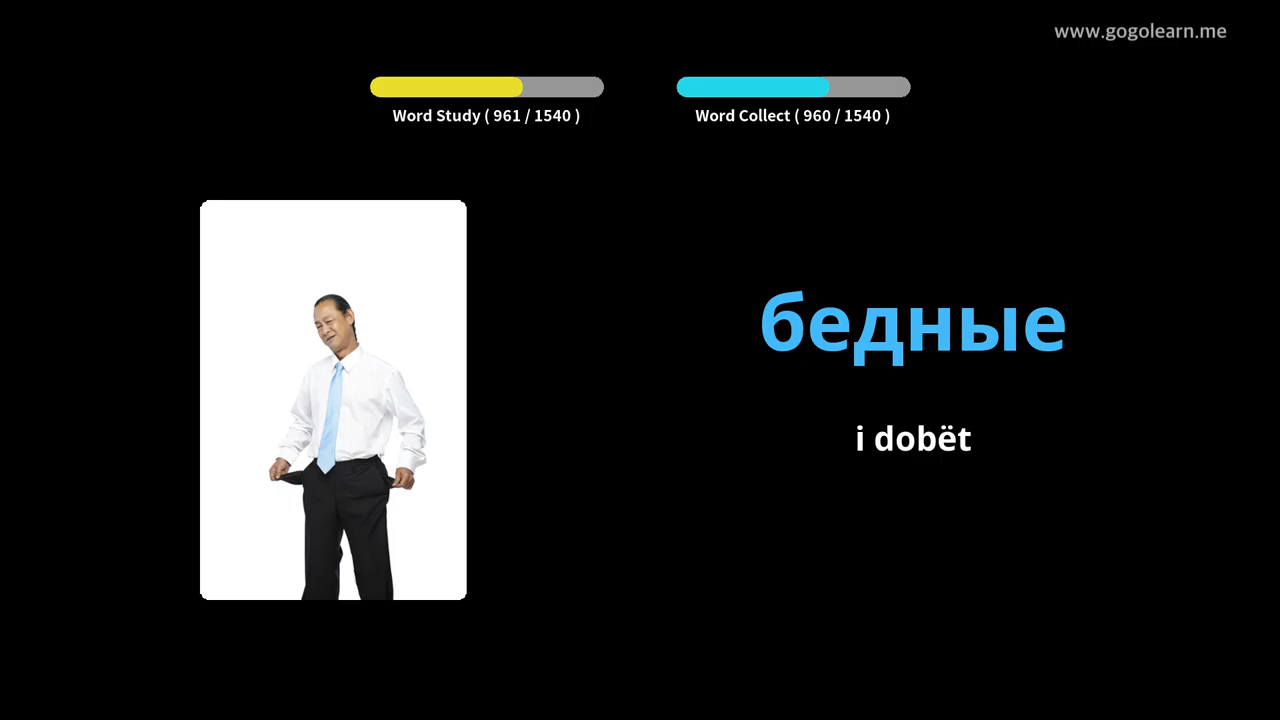 www.gogolearn.me
Word Study ( 961 / 1540 )
Word Collect ( 960 / 1540 )
бедные
i dobët